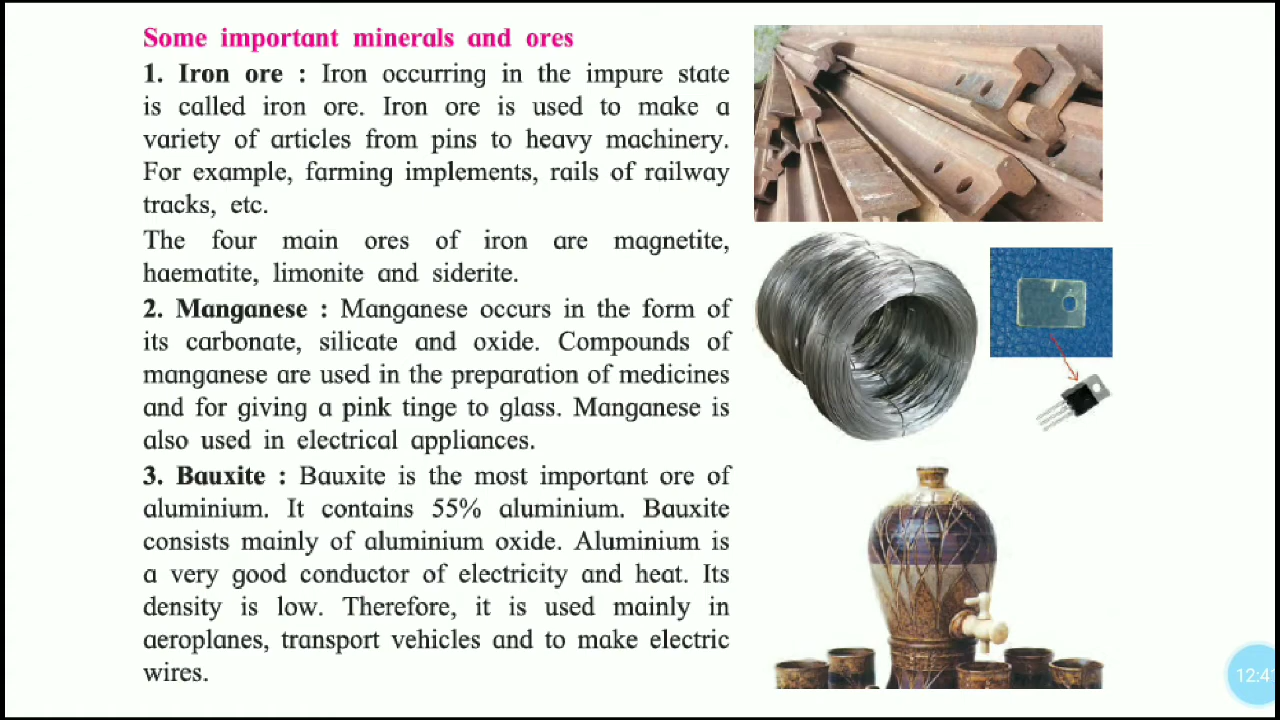 Some important minerals and ores
1. Iron ore : Iron occurring in the impure state
is called iron ore. Iron ore is used to make a
variety of articles from pins to heavy machinery.
For example, farming implements, rails of railway
tracks, etc.
The four main ores of iron are magnetite,
haematite, limonite and siderite.
2. Manganese : Manganese occurs in the form of
its carbonate, silicate and oxide. Compounds of
manganese are used in the preparation of medicines
and for giving a pink tinge to glass. Manganese is
also used in electrical appliances.
3. Bauxite : Bauxite is the most important ore of
aluminium. It contains 55% aluminium. Bauxite
consists mainly of aluminium oxide. Aluminium is
a very good conductor of electricity and heat. Its
density is low. Therefore, it is used mainly in
aeroplanes, transport vehicles and to make electric
wires.